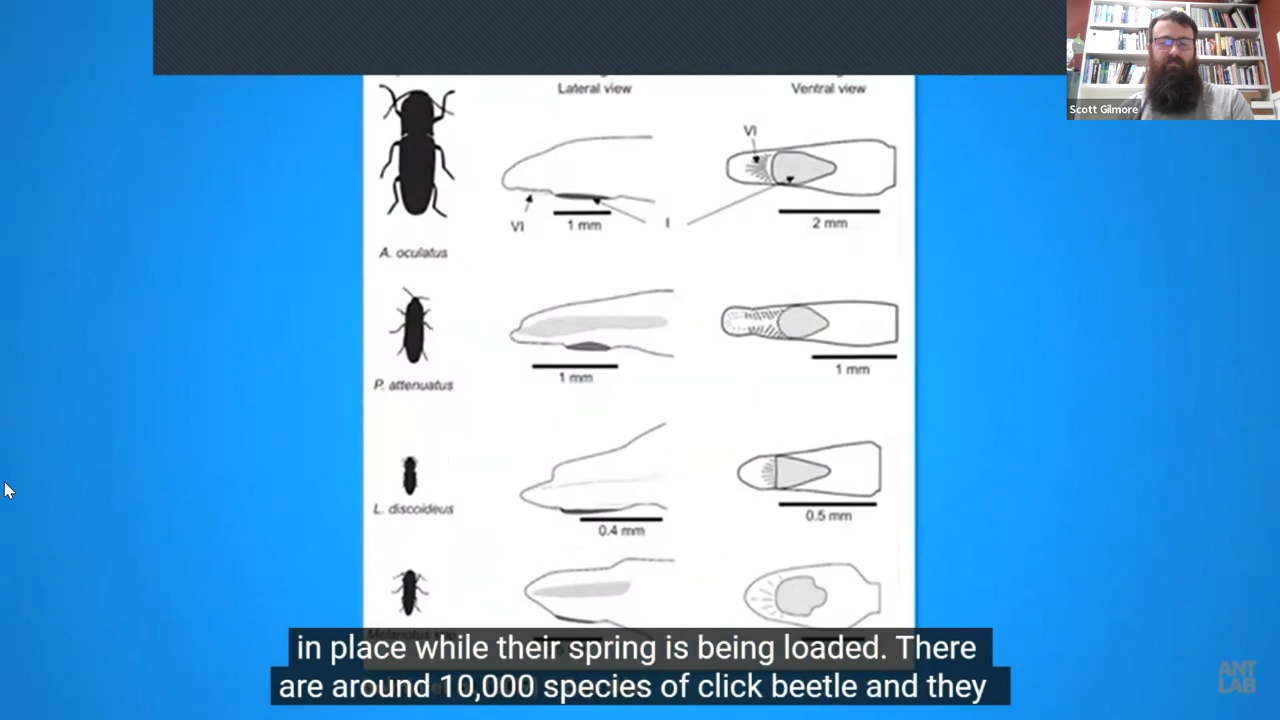 Scott Gilmore
Lateral view
Ventral view
VI
VI
1 mm
I
2 mm
A. oculatus
1 mm
1 mm
P. attenuatus
0.4 mm
0.5 mm
L. discoideus
Melanotus
in place while their spring is being loaded. There
are around 10,000 species of click beetle and they
ANT
LAB